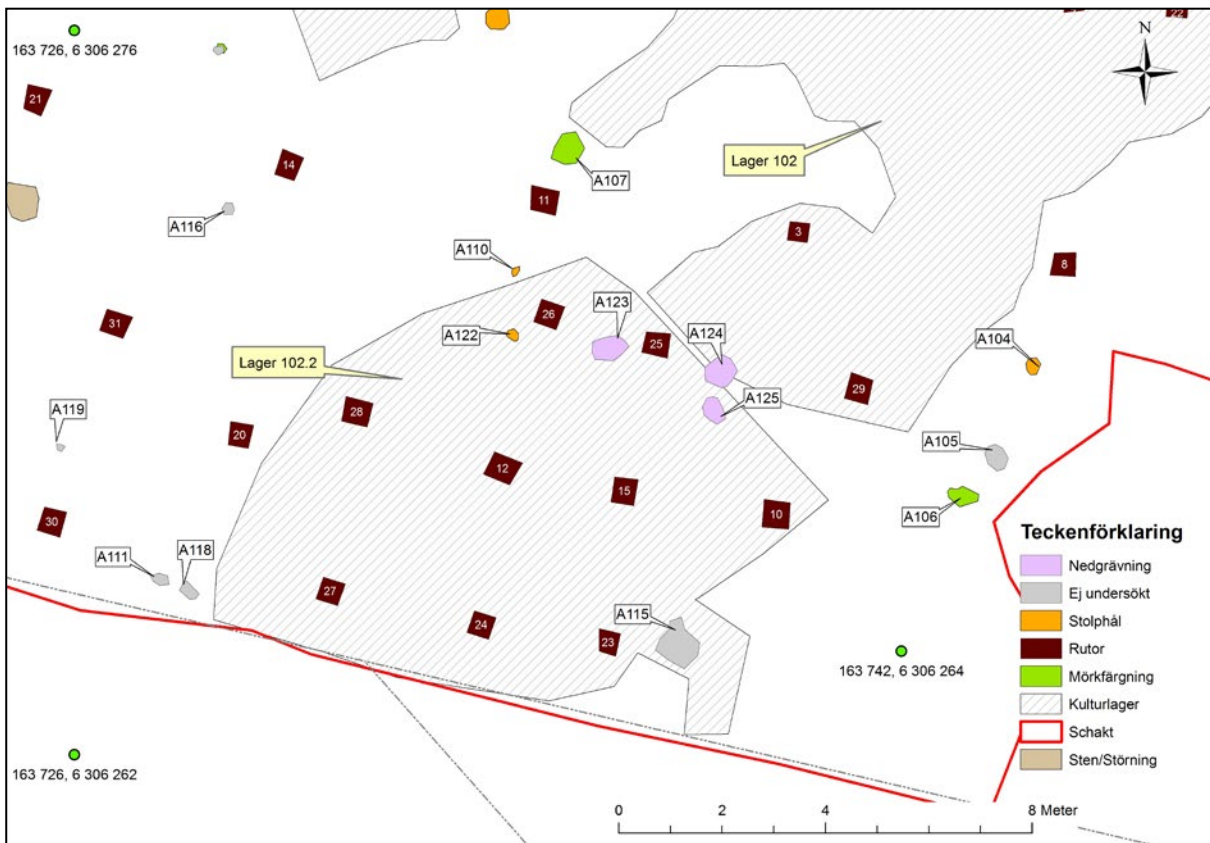 22
N
163 726, 6 306 276
21
14
Lager 102
A107
A116
11
3
A110
8
31
26
A123
25
A124
A122
A104
Lager 102.2
29
A119
28
A125
20
A105
12
15
30
10
A106
A111
A118
27
24
A115
23
163 742, 6 306 264
163 726, 6 306 262
Teckenförklaring
Nedgrävning
Ej undersökt
Stolphål
Rutor
Mörkfärgning
Kulturlager
Schakt
Sten/Störning
0 2 4 8 Meter